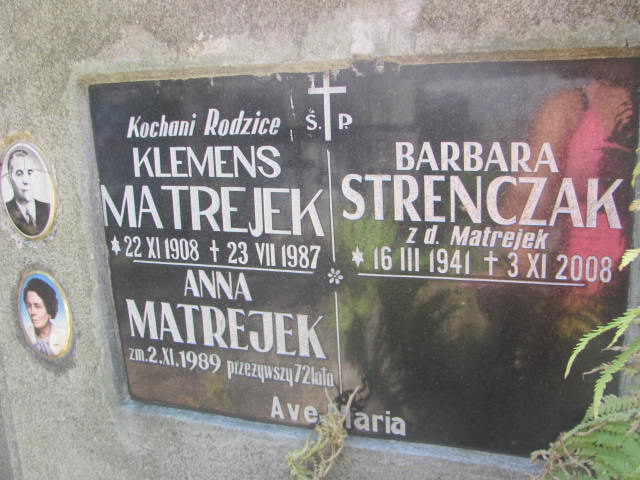 Ś.P.
Kochani Rodzice
KLEMENS
MATREJEK
22 XI 1908 + 23 VII 1987
ANNA
MATREJEK
zm.2.XI.1989 przeżywszy 72 lata
BARBARA
STRENCZAK
z d. Matrejek
16 III 1941 + 3 XI 2008
Ave Maria